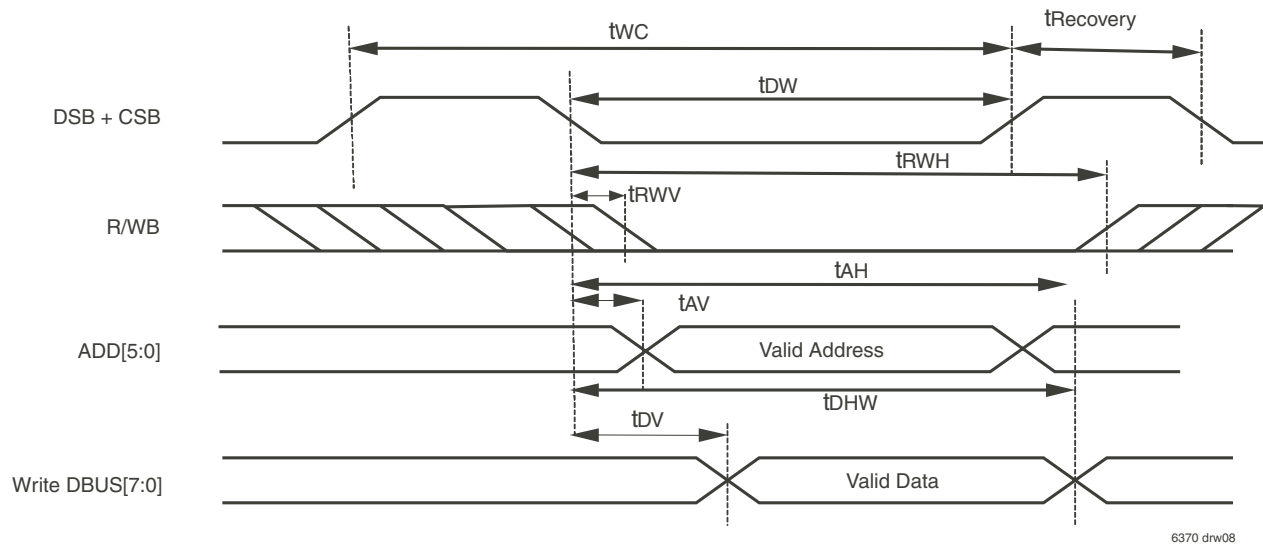 tRecovery
tWC
tDW
DSB + CSB
tRWH
tRWV
R/WB
tAH
tAV
ADD[5:0]
Valid Address
tDHW
tDV
Write DBUS[7:0]
Valid Data
6370 drw08